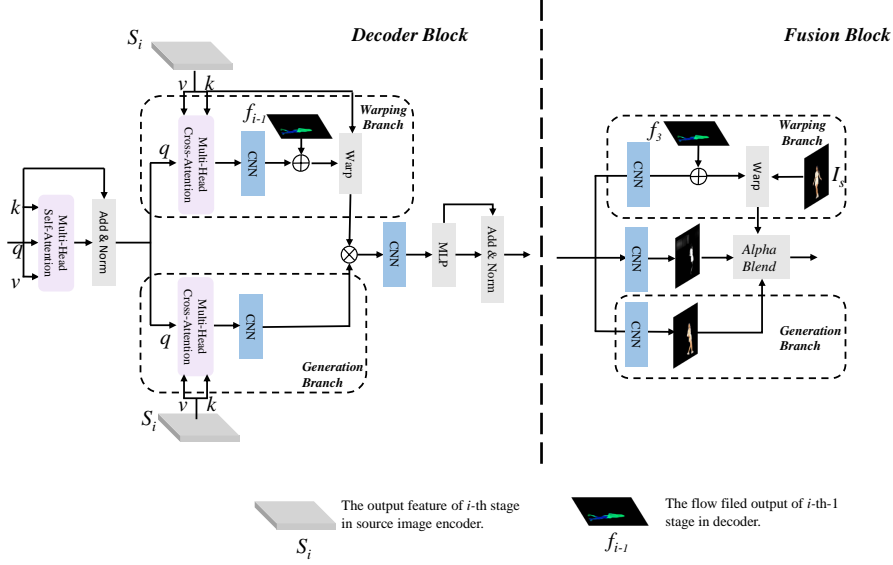 Decoder Block
Fusion Block
S_i
v
k
Warping
Branch
f_{i-1}
q
Multi-Head
Cross-Attention
CNN
Warp
k
q
v
Multi-Head
Self-Attention
Add & Norm
CNN
MLP
Add & Norm
q
Multi-Head
Cross-Attention
CNN
Generation
Branch
v
k
S_i
Warping
Branch
f_3
CNN
Warp
I_s
CNN
Alpha
Blend
CNN
Generation
Branch
The output feature of i-th stage
in source image encoder.
S_i
The flow filed output of i-th-1
stage in decoder.
f_{i-1}